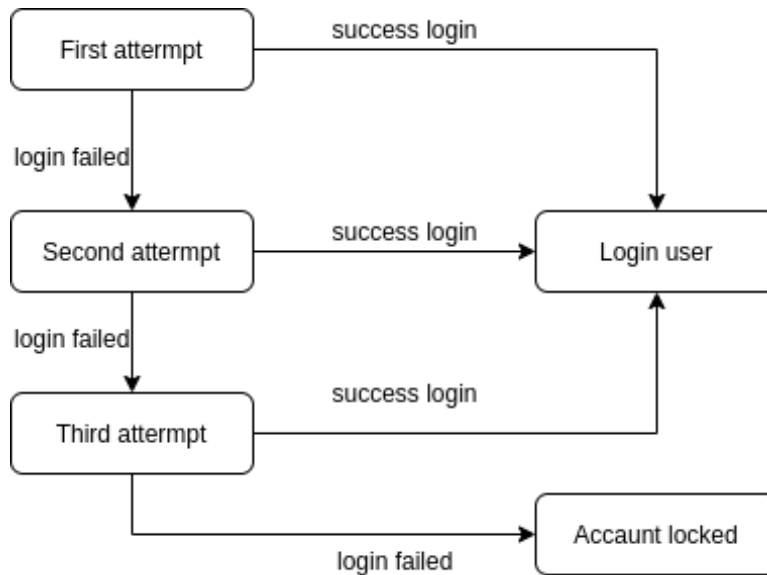 success login
First attermpt
login failed
success login
Second attermpt
Login user
login failed
success login
Third attermpt
Accaunt locked
login failed